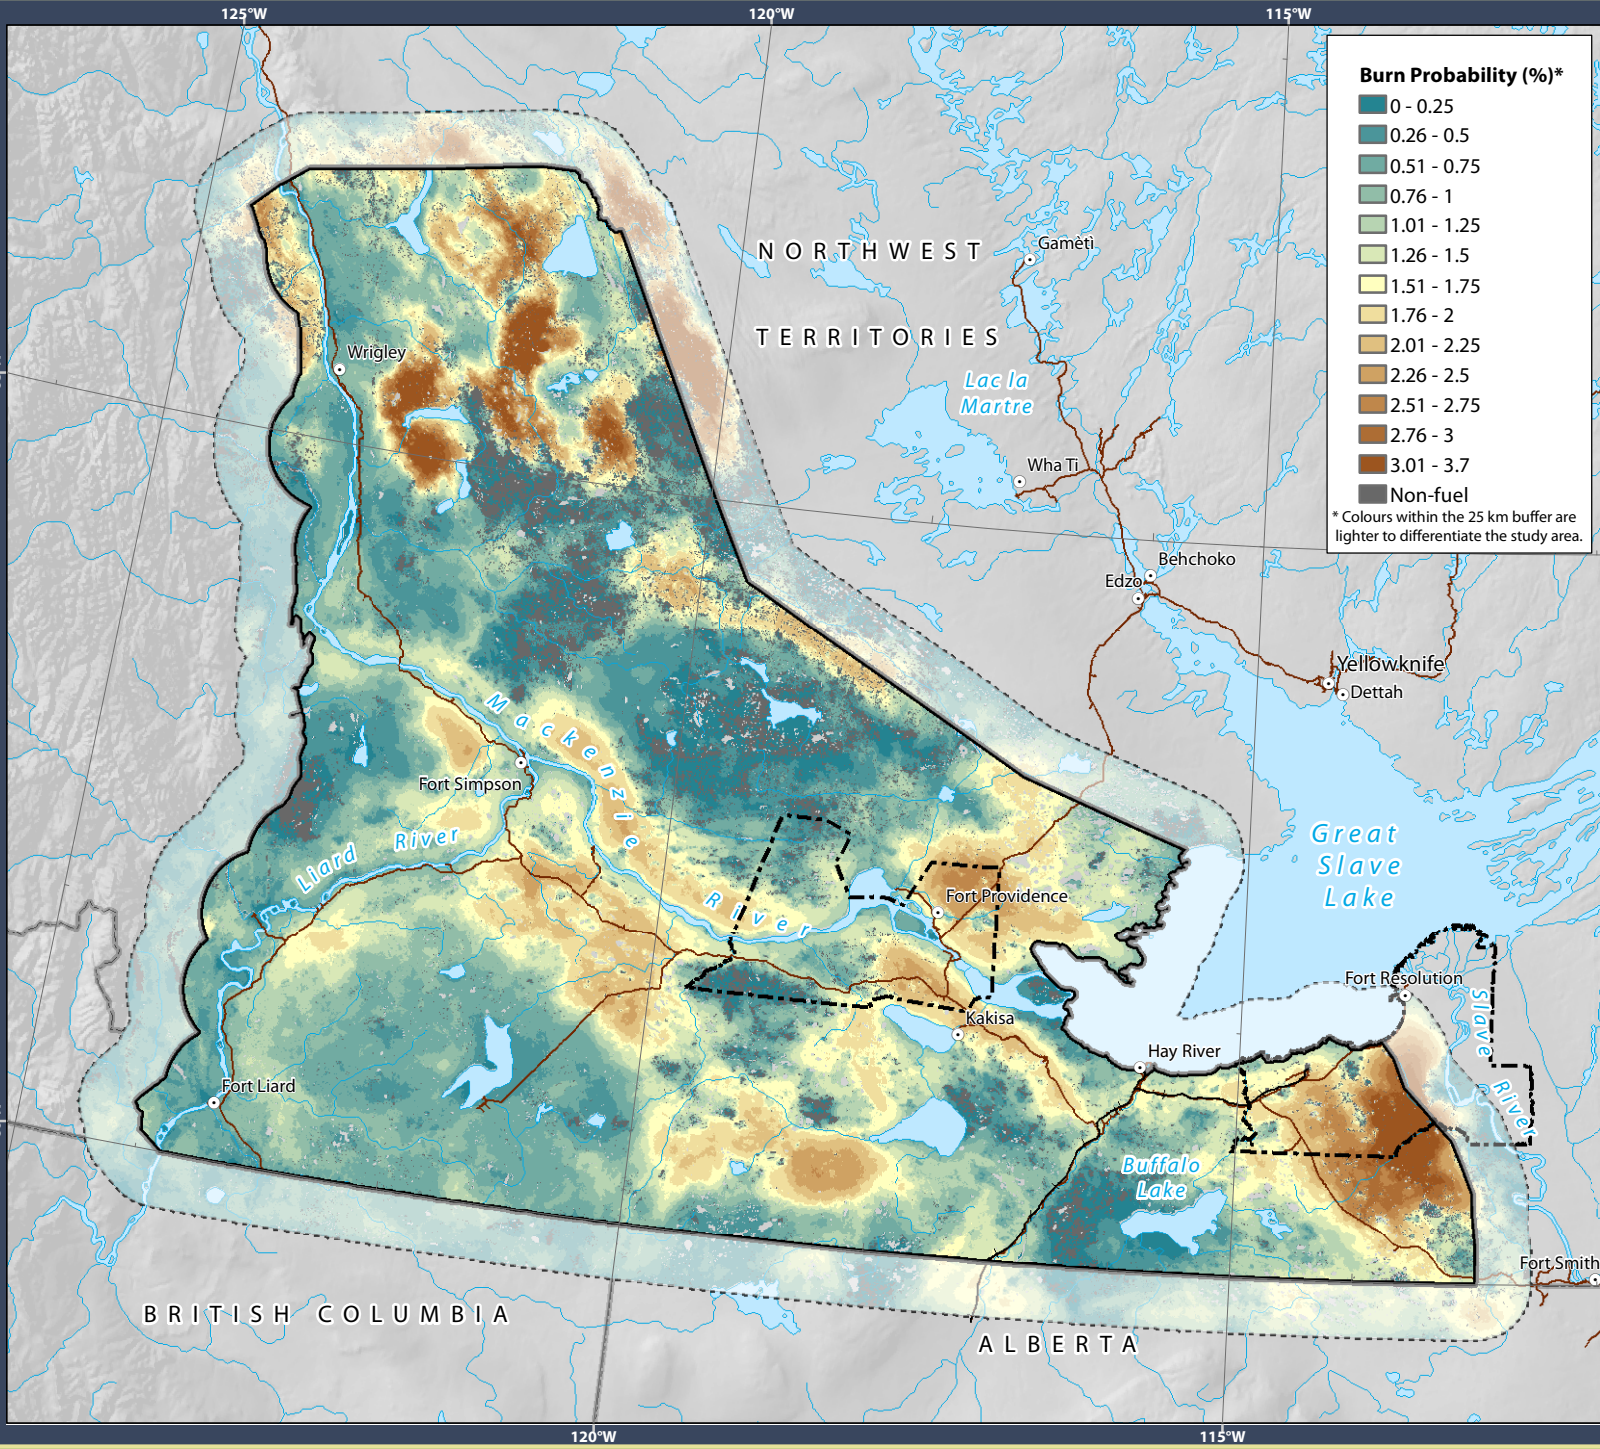 125°W
120°W
115°W
Burn Probability (%)*
0 - 0.25
0.26 - 0.5
0.51 - 0.75
0.76 - 1
1.01 - 1.25
1.26 - 1.5
1.51 - 1.75
1.76 - 2
2.01 - 2.25
2.26 - 2.5
2.51 - 2.75
2.76 - 3
3.01 - 3.7
Non-fuel
* Colours within the 25 km buffer are
lighter to differentiate the study area.
NORTHWEST
TERRITORIES
Gamètì
Wrigley
Lac la
Martre
Wha Ti
Behchoko
Edzo
Yellowknife
Dettah
Mackenzie
River
Fort Simpson
Liard River
Great
Slave
Lake
Fort Providence
Fort Resolution
Slave
River
Kakisa
Hay River
Fort Liard
Buffalo
Lake
Fort Smith
BRITISH COLUMBIA
ALBERTA
120°W
115°W